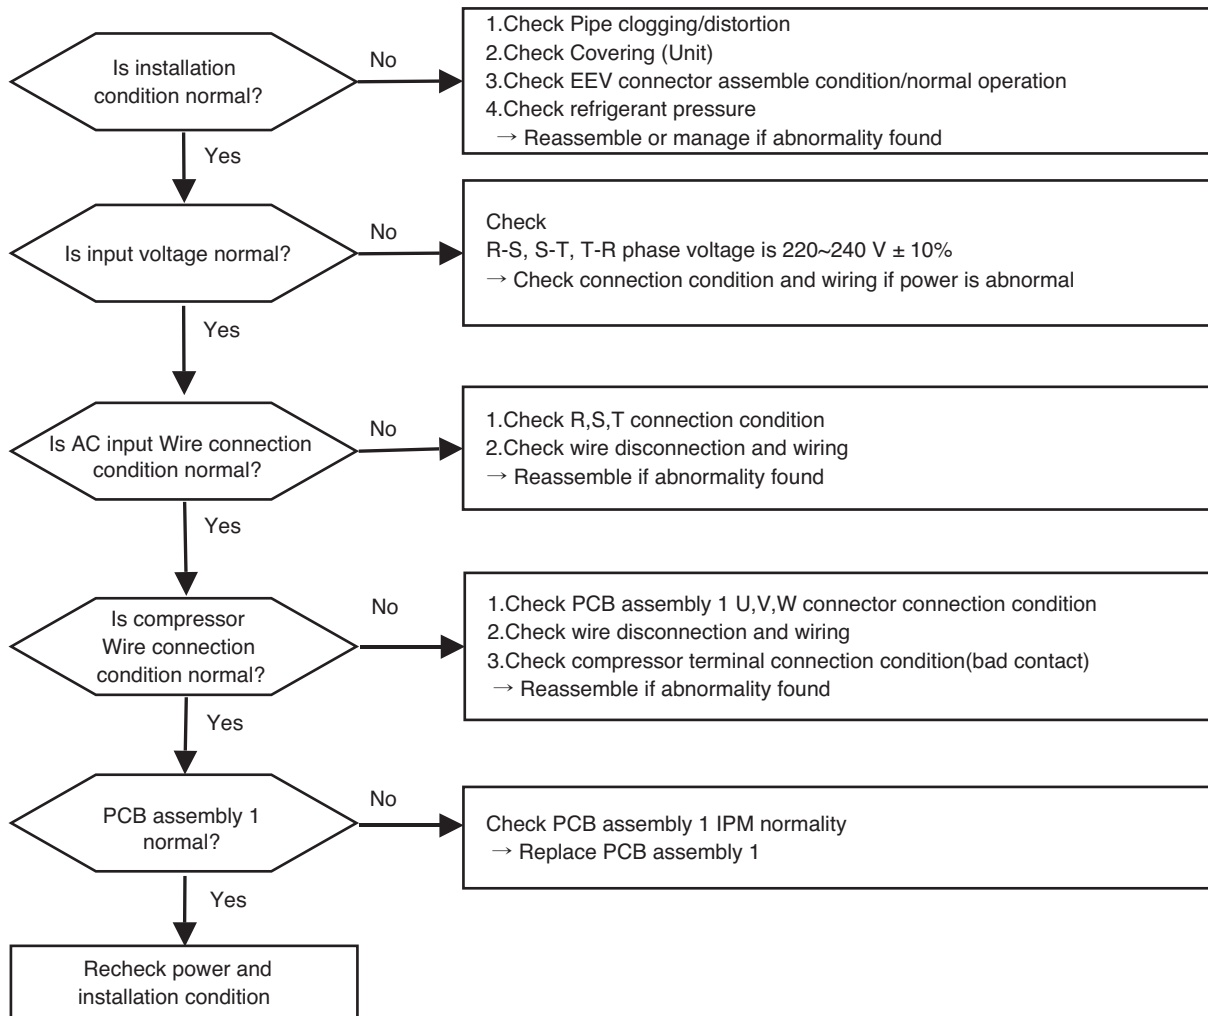 Is installation
condition normal?
No
1.Check Pipe clogging/distortion
2.Check Covering (Unit)
3.Check EEV connector assemble condition/normal operation
4.Check refrigerant pressure
→ Reassemble or manage if abnormality found
Yes
Is input voltage normal?
No
Check
R-S, S-T, T-R phase voltage is 220~240 V ± 10%
→ Check connection condition and wiring if power is abnormal
Yes
Is AC input Wire connection
condition normal?
No
1.Check R,S,T connection condition
2.Check wire disconnection and wiring
→ Reassemble if abnormality found
Yes
Is compressor
Wire connection
condition normal?
No
1.Check PCB assembly 1 U,V,W connector connection condition
2.Check wire disconnection and wiring
3.Check compressor terminal connection condition(bad contact)
→ Reassemble if abnormality found
Yes
PCB assembly 1
normal?
No
Check PCB assembly 1 IPM normality
→ Replace PCB assembly 1
Yes
Recheck power and
installation condition